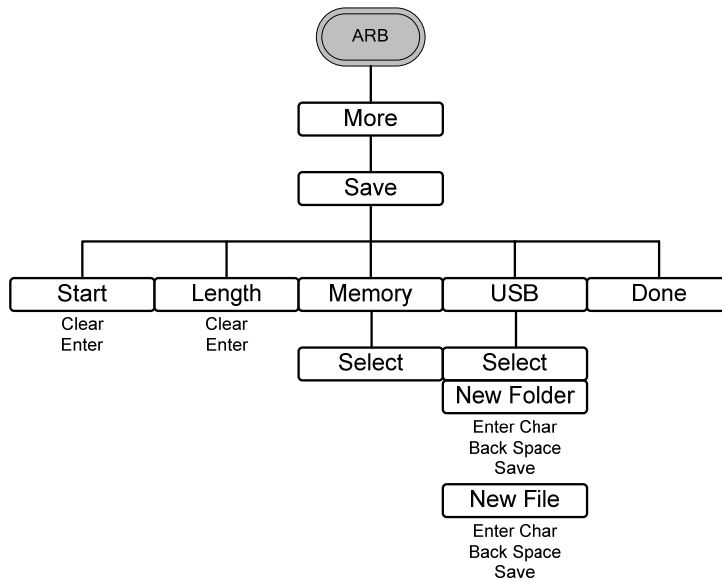 ARB
More
Save
Start
Length
Memory
USB
Done
Clear
Enter
Clear
Enter
Select
Select
New Folder
Enter Char
Back Space
Save
New File
Enter Char
Back Space
Save